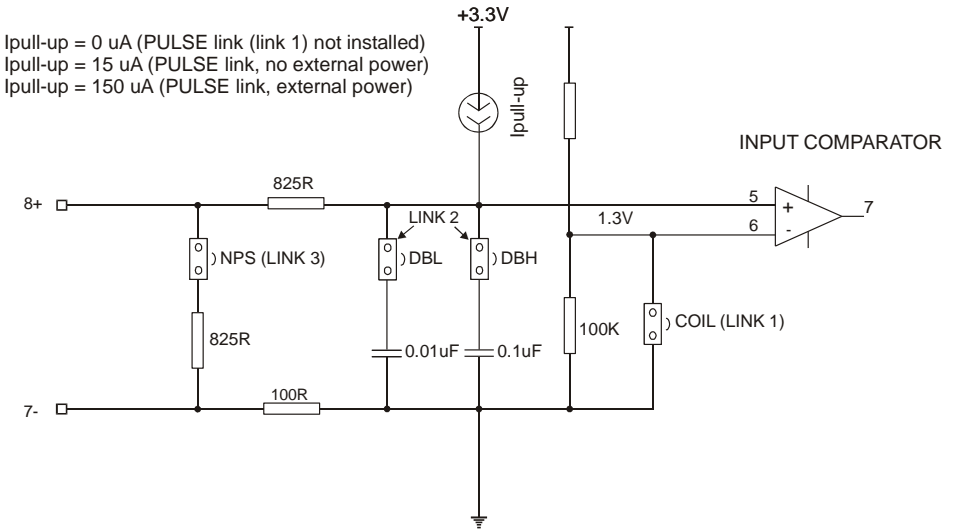 +3.3V
Ipull-up = 0 uA (PULSE link (link 1) not installed)
Ipull-up = 15 uA (PULSE link, no external power)
Ipull-up = 150 uA (PULSE link, external power)
Ipull-up
INPUT COMPARATOR
825R
8+
5
7
LINK 2
1.3V
+
6
-
NPS (LINK 3)
DBL
DBH
COIL (LINK 1)
100K
825R
0.01uF
0.1uF
100R
7-